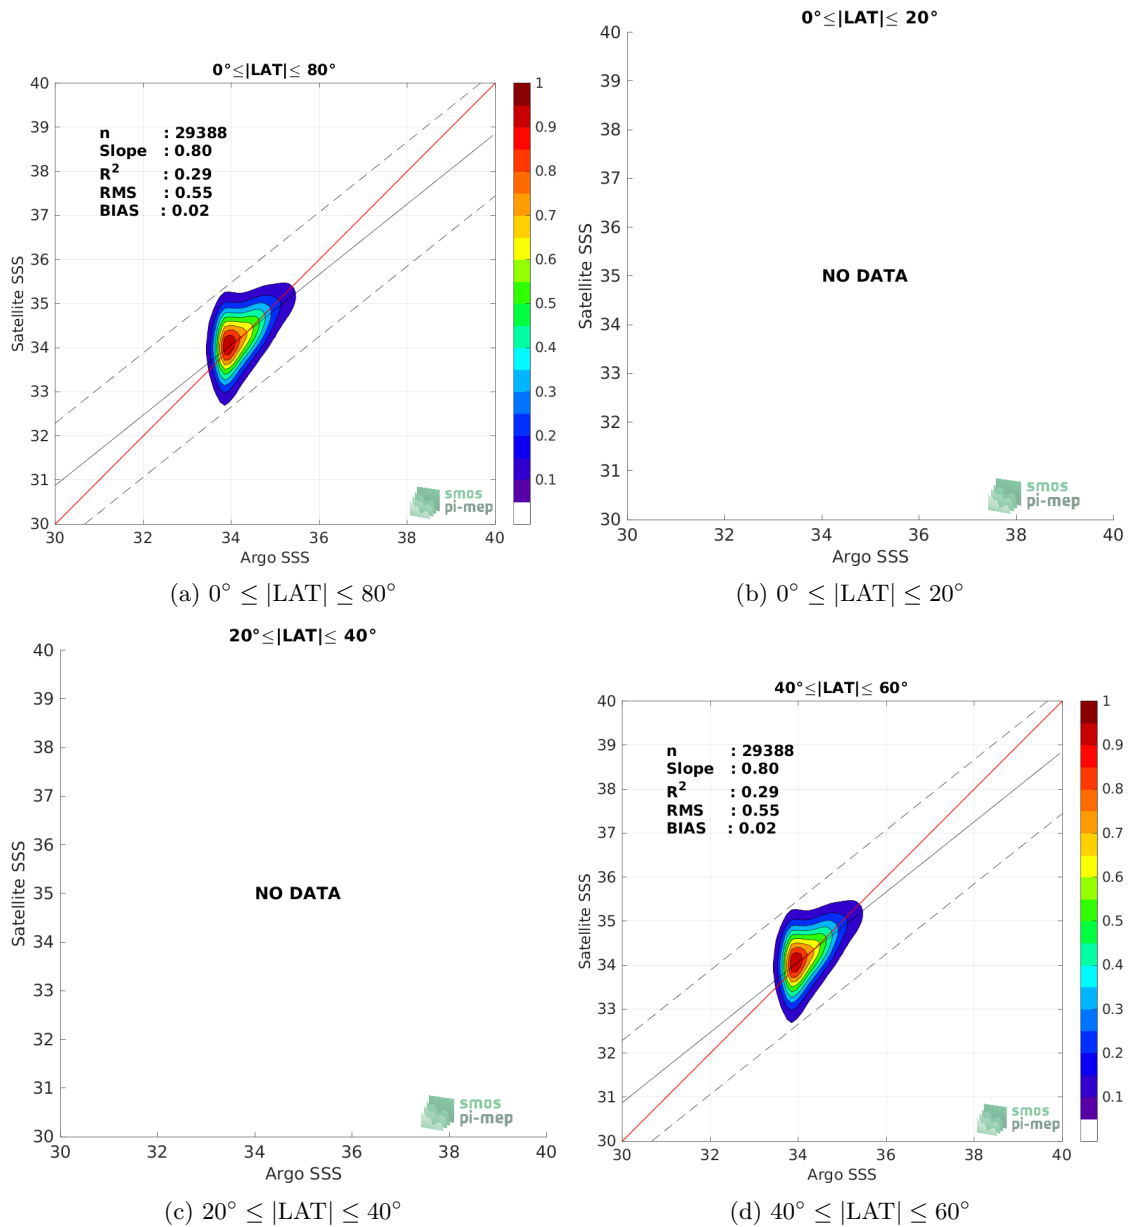 0°≤|LAT|≤ 80°
40
39
38
37
36
35
34
33
32
31
30
Satellite SSS
n : 29388
Slope : 0.80
R² : 0.29
RMS : 0.55
BIAS : 0.02
1
0.9
0.8
0.7
0.6
0.5
0.4
0.3
0.2
0.1
smos
pi-mep
30 32 34 36 38 40
Argo SSS
(a) 0° ≤ |LAT| ≤ 80°
0°≤|LAT|≤ 20°
40
39
38
37
36
35
34
33
32
31
30
Satellite SSS
NO DATA
smos
pi-mep
30 32 34 36 38 40
Argo SSS
(b) 0° ≤ |LAT| ≤ 20°
20°≤|LAT|≤ 40°
40
39
38
37
36
35
34
33
32
31
30
Satellite SSS
NO DATA
smos
pi-mep
30 32 34 36 38 40
Argo SSS
(c) 20° ≤ |LAT| ≤ 40°
40°≤|LAT|≤ 60°
40
39
38
37
36
35
34
33
32
31
30
Satellite SSS
n : 29388
Slope : 0.80
R² : 0.29
RMS : 0.55
BIAS : 0.02
1
0.9
0.8
0.7
0.6
0.5
0.4
0.3
0.2
0.1
smos
pi-mep
30 32 34 36 38 40
Argo SSS
(d) 40° ≤ |LAT| ≤ 60°